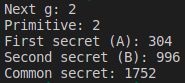 Next g: 2
Primitive: 2
First secret (A): 304
Second secret (B): 996
Common secret: 1752